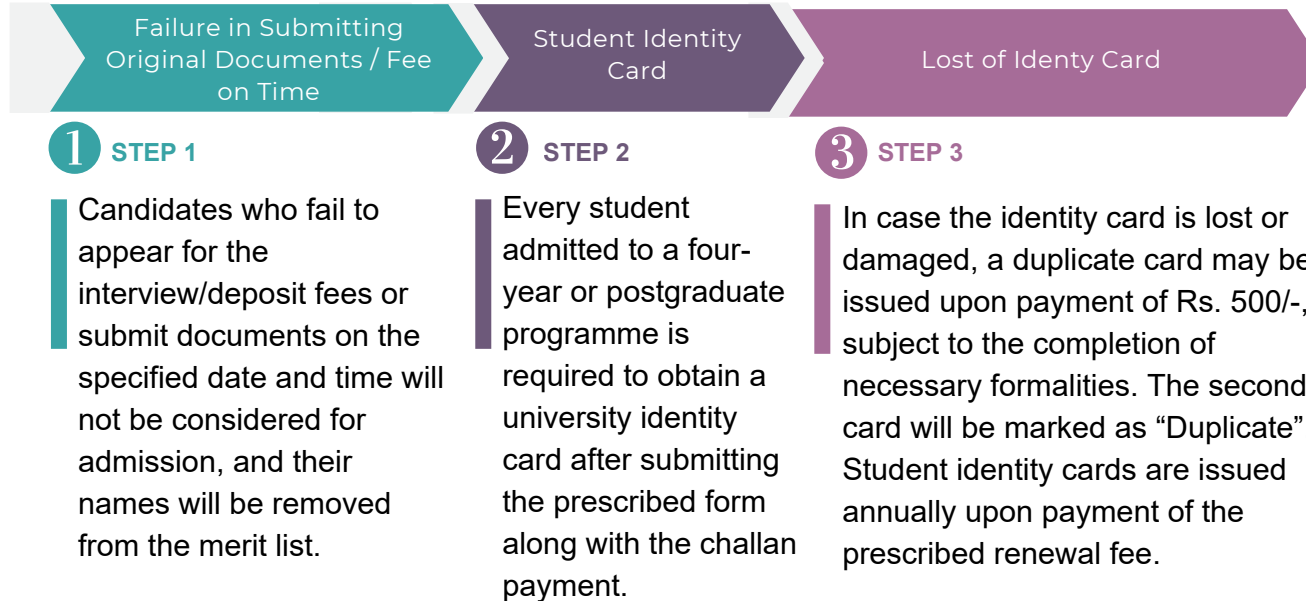 Failure in Submitting
Original Documents / Fee
on Time
Student Identity
Card
Lost of Identy Card
1 STEP 1
Candidates who fail to
appear for the
interview/deposit fees or
submit documents on the
specified date and time will
not be considered for
admission, and their
names will be removed
from the merit list.
2 STEP 2
Every student
admitted to a four-
year or postgraduate
programme is
required to obtain a
university identity
card after submitting
the prescribed form
along with the challan
payment.
3 STEP 3
In case the identity card is lost or
damaged, a duplicate card may be
issued upon payment of Rs. 500/-,
subject to the completion of
necessary formalities. The second
card will be marked as “Duplicate”
Student identity cards are issued
annually upon payment of the
prescribed renewal fee.